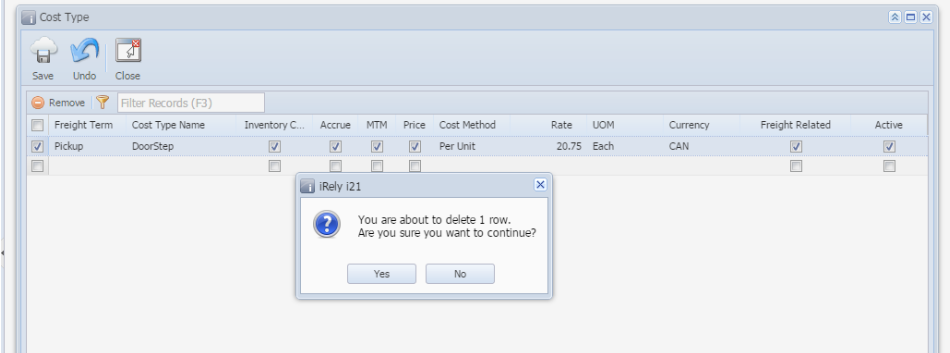 Cost Type
Save Undo Close
Remove Filter Records (F3)
Freight Term Cost Type Name Inventory C... Accrue MTM Price Cost Method Rate UOM Currency Freight Related Active
Pickup DoorStep Per Unit 20.75 Each CAN
iRely i21
You are about to delete 1 row.
Are you sure you want to continue?
Yes No